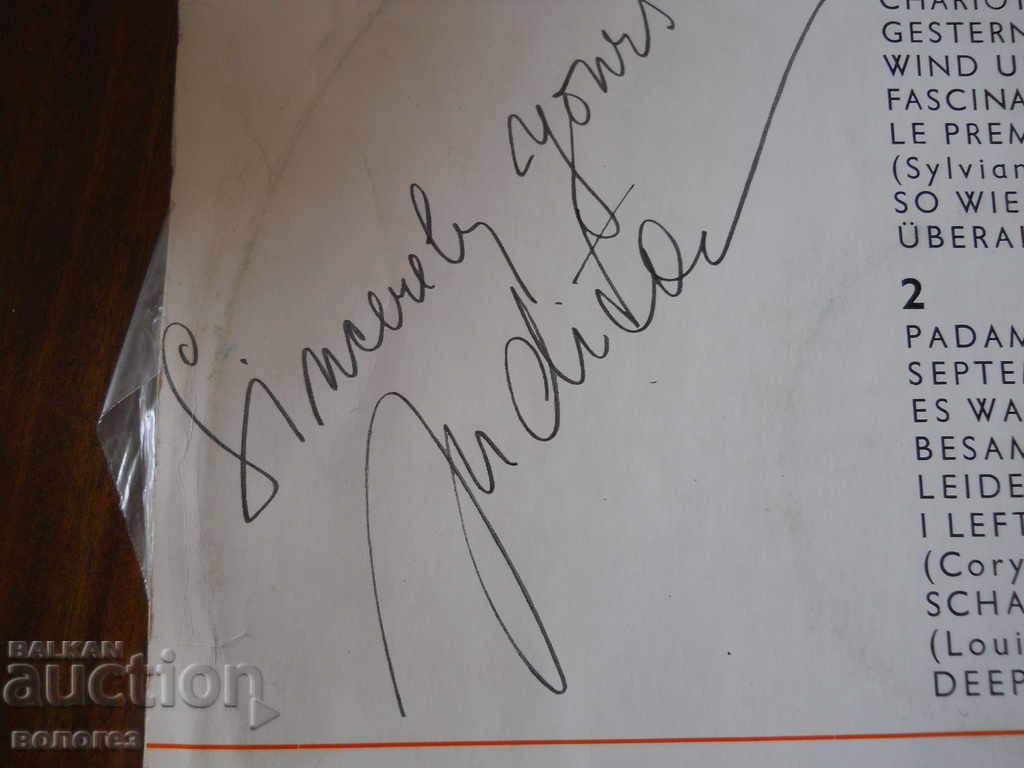 Sincerely yours
Judita
CHARIOT
GESTERN
WIND U
FASCINA
LE PREM
(Sylvian
SO WIE
ÜBERAL
2
PADAM
SEPTEM
ES WA
BESAM
LEIDE
I LEFT
(Cory
SCHA
(Loui
DEEP
BALKAN
auction
вологез